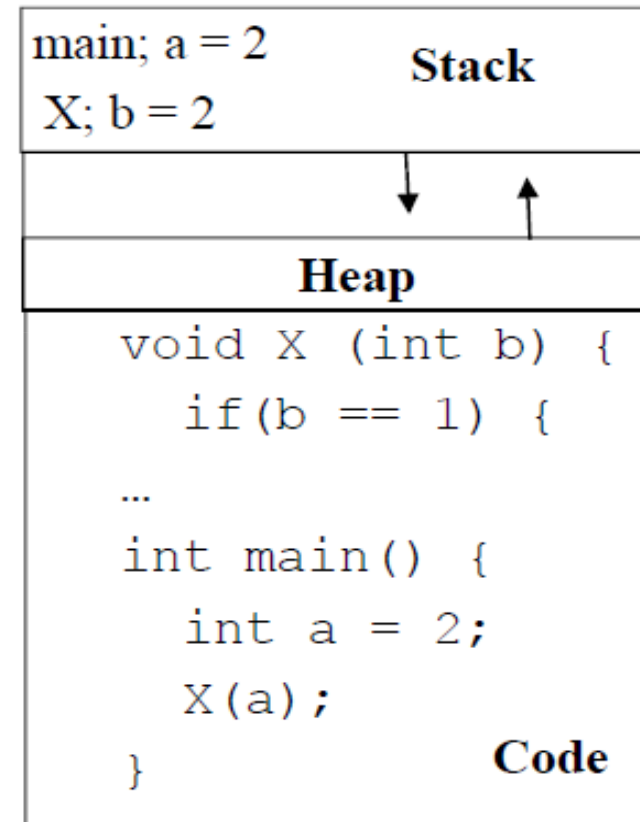 main; a = 2
Stack
X; b = 2
Heap
void X (int b) {
if(b == 1) {
…
int main() {
int a = 2;
X(a);
}
Code